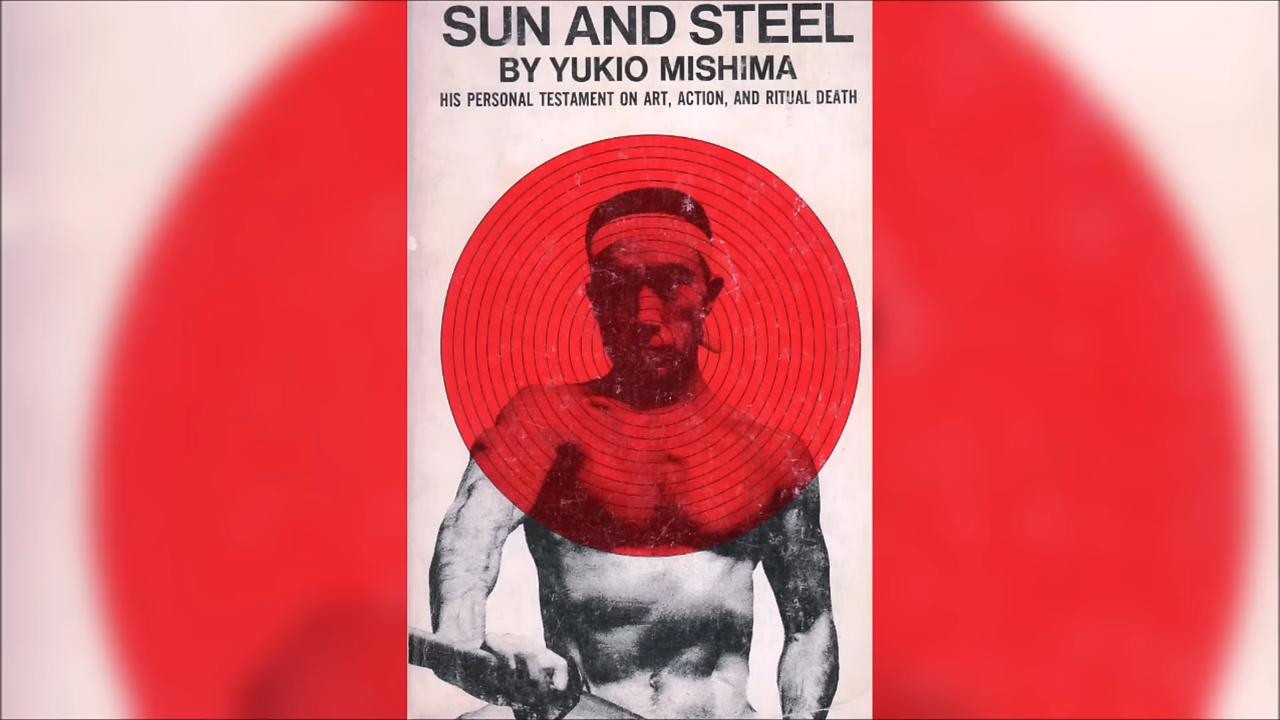 SUN AND STEEL
BY YUKIO MISHIMA
HIS PERSONAL TESTAMENT ON ART, ACTION, AND RITUAL DEATH